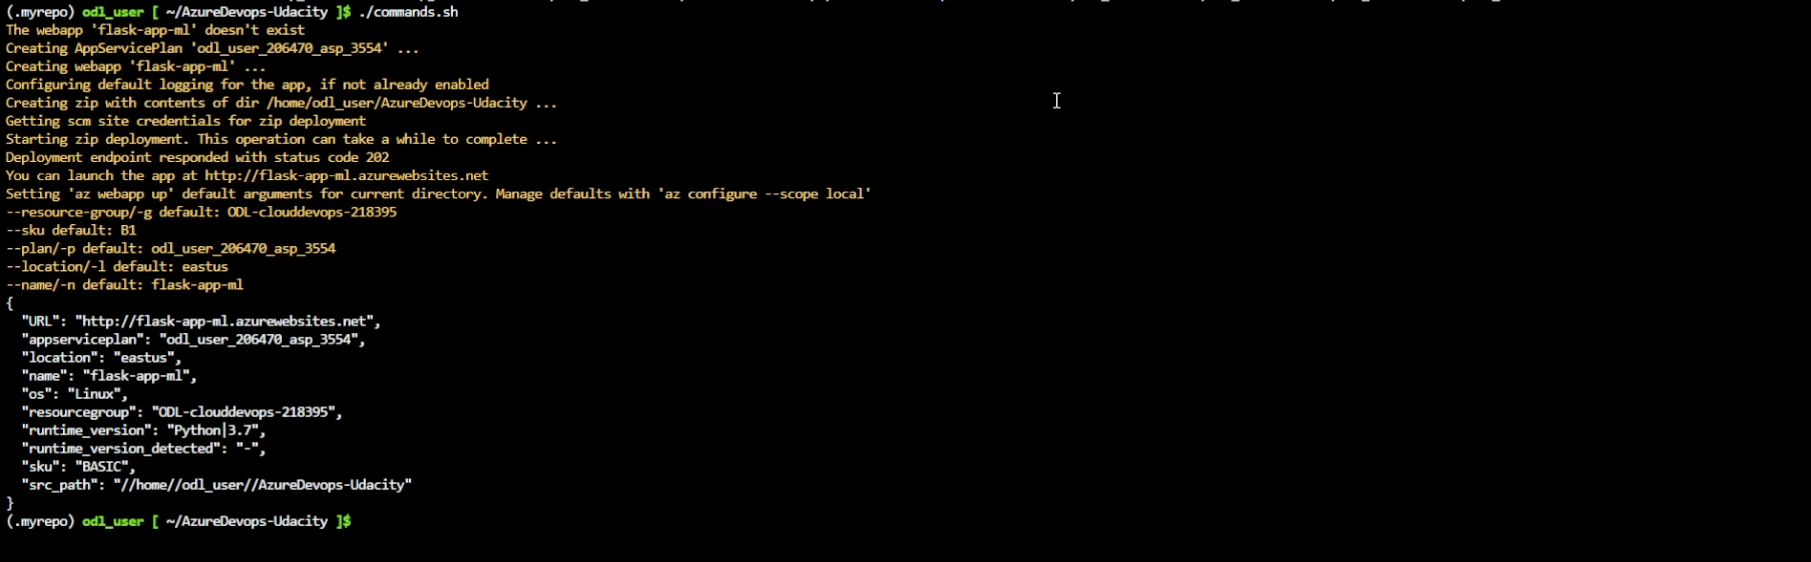 (.myrepo) odl_user [ ~/AzureDevops-Udacity ]$ ./commands.sh
The webapp 'flask-app-ml' doesn't exist
Creating AppServicePlan 'odl_user_206470_asp_3554' ...
Creating webapp 'flask-app-ml' ...
Configuring default logging for the app, if not already enabled
Creating zip with contents of dir /home/odl_user/AzureDevops-Udacity ...
Getting scm site credentials for zip deployment
Starting zip deployment. This operation can take a while to complete ...
Deployment endpoint responded with status code 202
You can launch the app at http://flask-app-ml.azurewebsites.net
Setting 'az webapp up' default arguments for current directory. Manage defaults with 'az configure --scope local'
--resource-group/-g default: ODL-clouddevops-218395
--sku default: B1
--plan/-p default: odl_user_206470_asp_3554
--location/-l default: eastus
--name/-n default: flask-app-ml
{
  "URL": "http://flask-app-ml.azurewebsites.net",
  "appserviceplan": "odl_user_206470_asp_3554",
  "location": "eastus",
  "name": "flask-app-ml",
  "os": "Linux",
  "resourcegroup": "ODL-clouddevops-218395",
  "runtime_version": "Python|3.7",
  "runtime_version_detected": "-",
  "sku": "BASIC",
  "src_path": "//home//odl_user//AzureDevops-Udacity"
}
(.myrepo) odl_user [ ~/AzureDevops-Udacity ]$